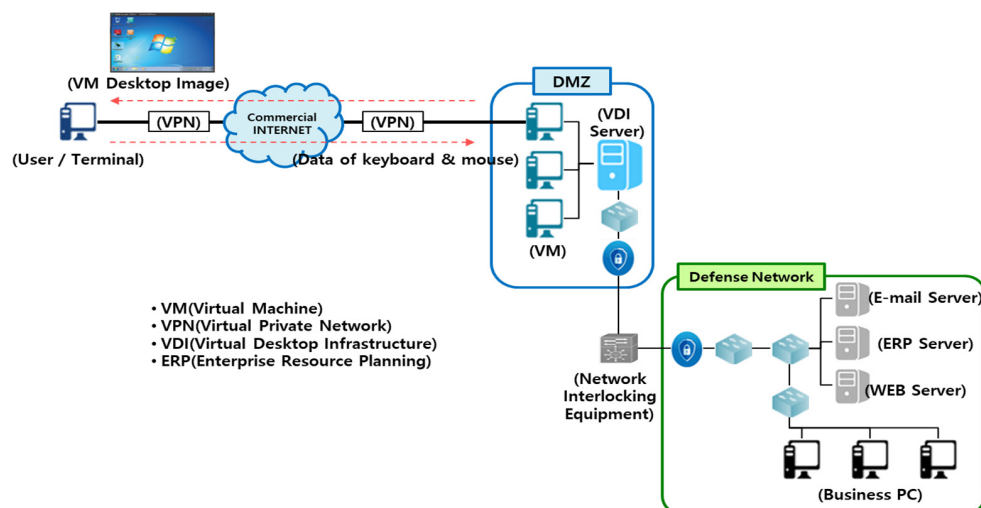 (VM Desktop Image)
DMZ
(VPN)
Commercial
INTERNET
(VPN)
(VDI
Server)
(User / Terminal)
(Data of keyboard & mouse)
(VM)
Defense Network
• VM(Virtual Machine)
• VPN(Virtual Private Network)
• VDI(Virtual Desktop Infrastructure)
• ERP(Enterprise Resource Planning)
(E-mail Server)
(ERP Server)
(WEB Server)
(Network
Interlocking
Equipment)
(Business PC)